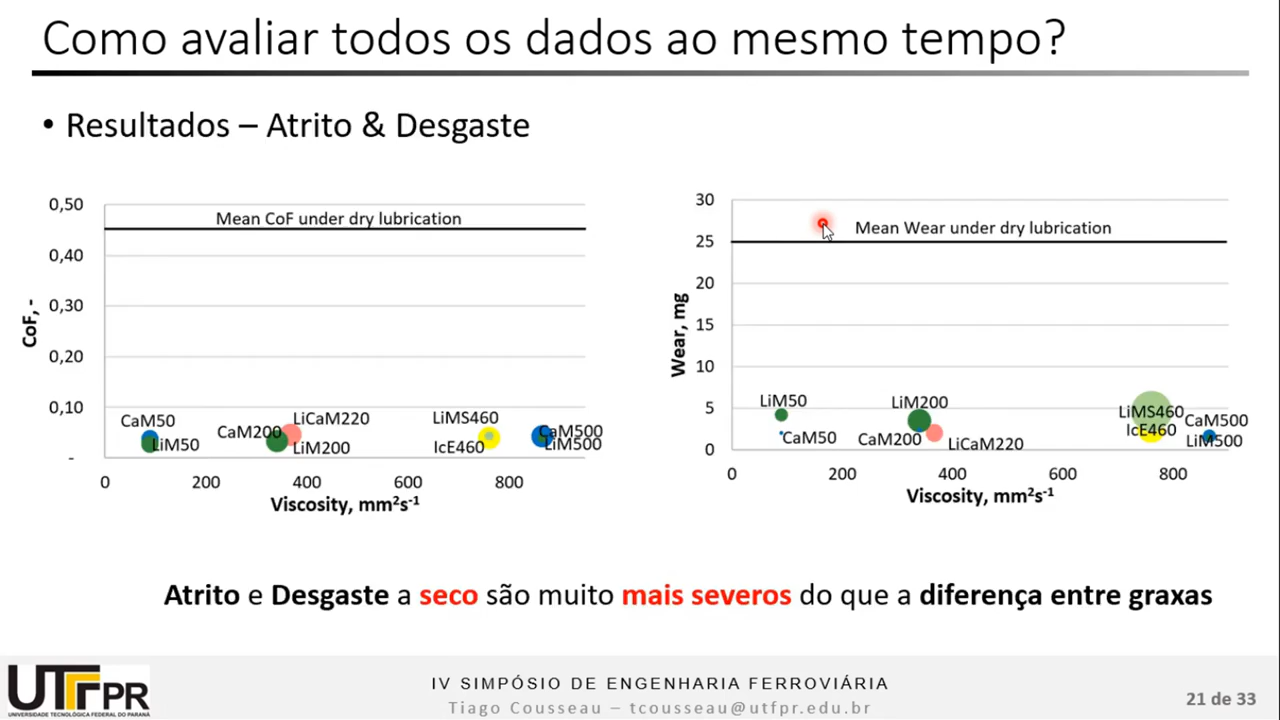 Como avaliar todos os dados ao mesmo tempo?
• Resultados – Atrito & Desgaste
0,50
0,40
0,30
0,20
0,10
-
CoF, -
Mean CoF under dry lubrication
CaM50
LiM50
CaM200
LiCaM220
LiM200
LiMS460
IcE460
CaM500
LiM500
0 200 400 600 800
Viscosity, mm²s⁻¹
30
25
20
15
10
5
0
Wear, mg
Mean Wear under dry lubrication
LiM50
CaM50
LiM200
CaM200
LiCaM220
LiMS460
IcE460
CaM500
LiM500
0 200 400 600 800
Viscosity, mm²s⁻¹
Atrito e Desgaste a seco são muito mais severos do que a diferença entre graxas
UTFPR
UNIVERSIDADE TECNOLÓGICA FEDERAL DO PARANÁ
IV SIMPÓSIO DE ENGENHARIA FERROVIÁRIA
Tiago Cousseau – tcousseau@utfpr.edu.br
21 de 33